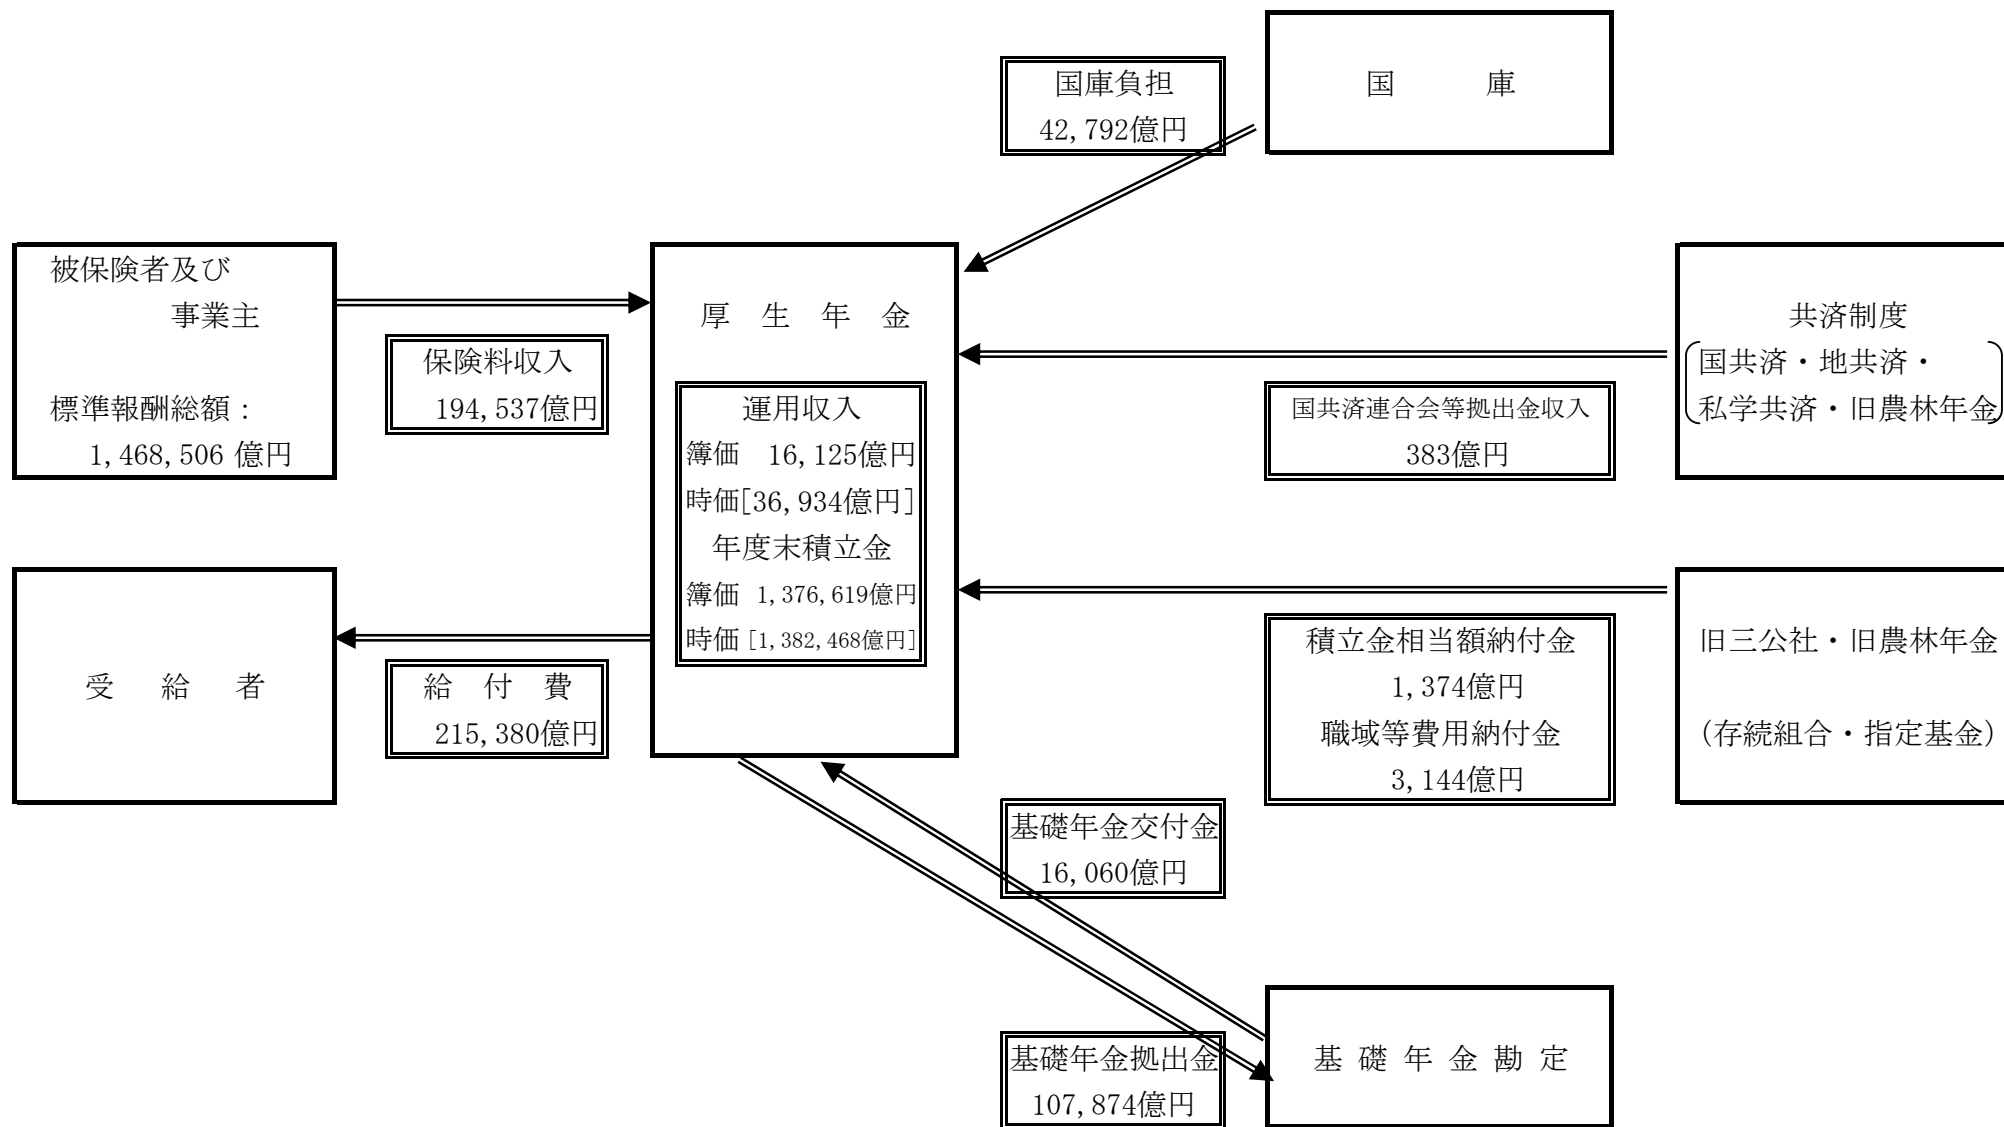 国 庫
国庫負担
42,792億円
被保険者及び
事業主
標準報酬総額：
1,468,506 億円
保険料収入
194,537億円
厚 生 年 金
運用収入
簿価 16,125億円
時価[36,934億円]
年度末積立金
簿価 1,376,619億円
時価[1,382,468億円]
共済制度
国共済・地共済・
私学共済・旧農林年金
国共済連合会等拠出金収入
383億円
受 給 者
給 付 費
215,380億円
積立金相当額納付金
1,374億円
職域等費用納付金
3,144億円
旧三公社・旧農林年金
（存続組合・指定基金）
基礎年金交付金
16,060億円
基礎年金拠出金
107,874億円
基 礎 年 金 勘 定